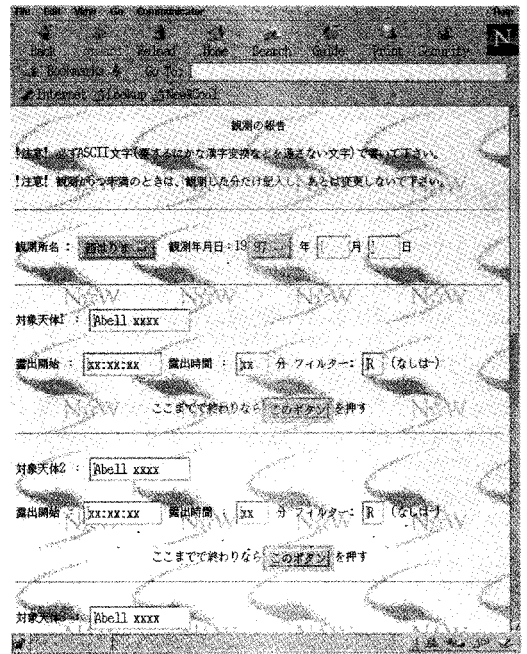 File Edit View Go Communicator Help
Back Reload Home Search Guide Print Security N
Bookmarks Go To:
Internet Lookup New&Cool
観測の報告
!注意! 必ずASCII文字(要するにかな漢字変換などを通さない文字)で書いて下さい。
!注意! 観測が5つ未満のときは、観測した分だけ記入し、あとは変更しないで下さい。
観測所名 : 観測年月日:19 97 年 月 日
対象天体1 : Abell xxxx
露出開始 : xx:xx:xx 露出時間 : xx 分 フィルター: R (なしは-)
ここまでで終わりなら このボタン を押す
対象天体2 : Abell xxxx
露出開始 : xx:xx:xx 露出時間 : xx 分 フィルター: R (なしは-)
ここまでで終わりなら このボタン を押す
対象天体3 : Abell xxxx